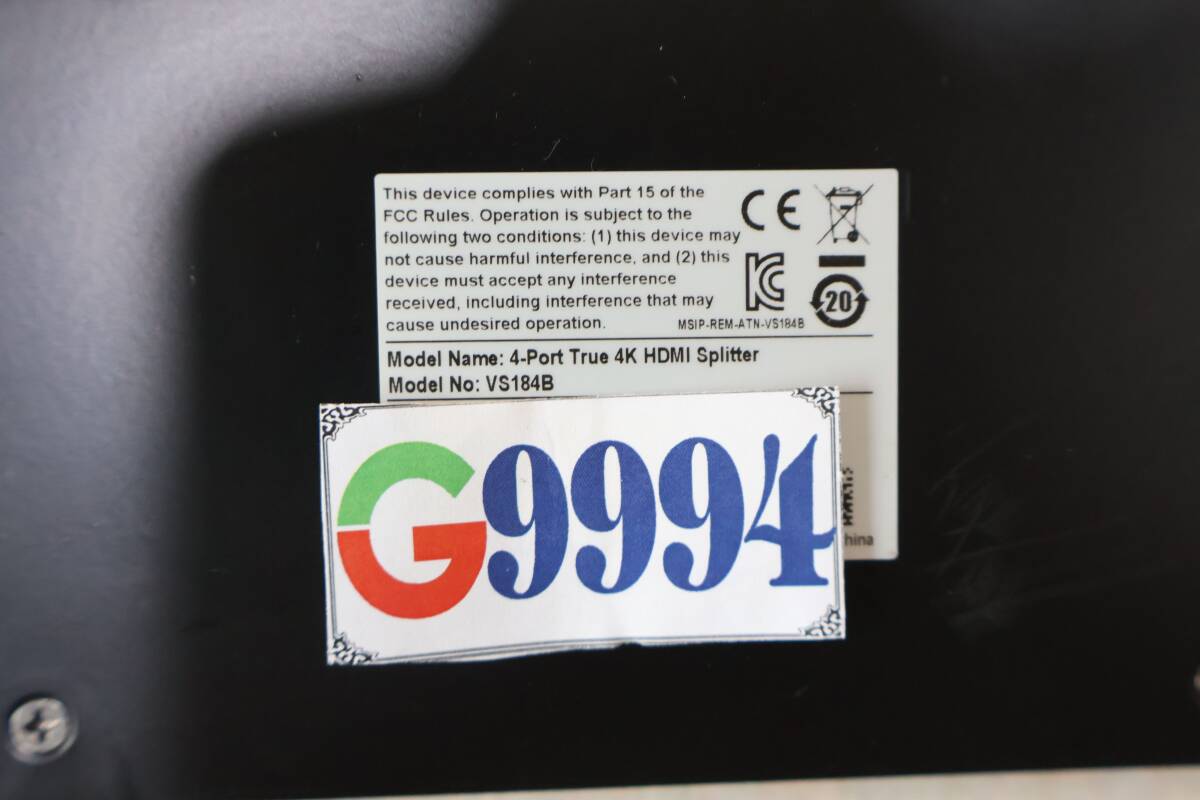 This device complies with Part 15 of the
FCC Rules. Operation is subject to the
following two conditions: (1) this device may
not cause harmful interference, and (2) this
device must accept any interference
received, including interference that may
cause undesired operation.
CE
KC
20
MSIP-REM-ATN-VS184B
Model Name: 4-Port True 4K HDMI Splitter
Model No: VS184B
G9994
hina